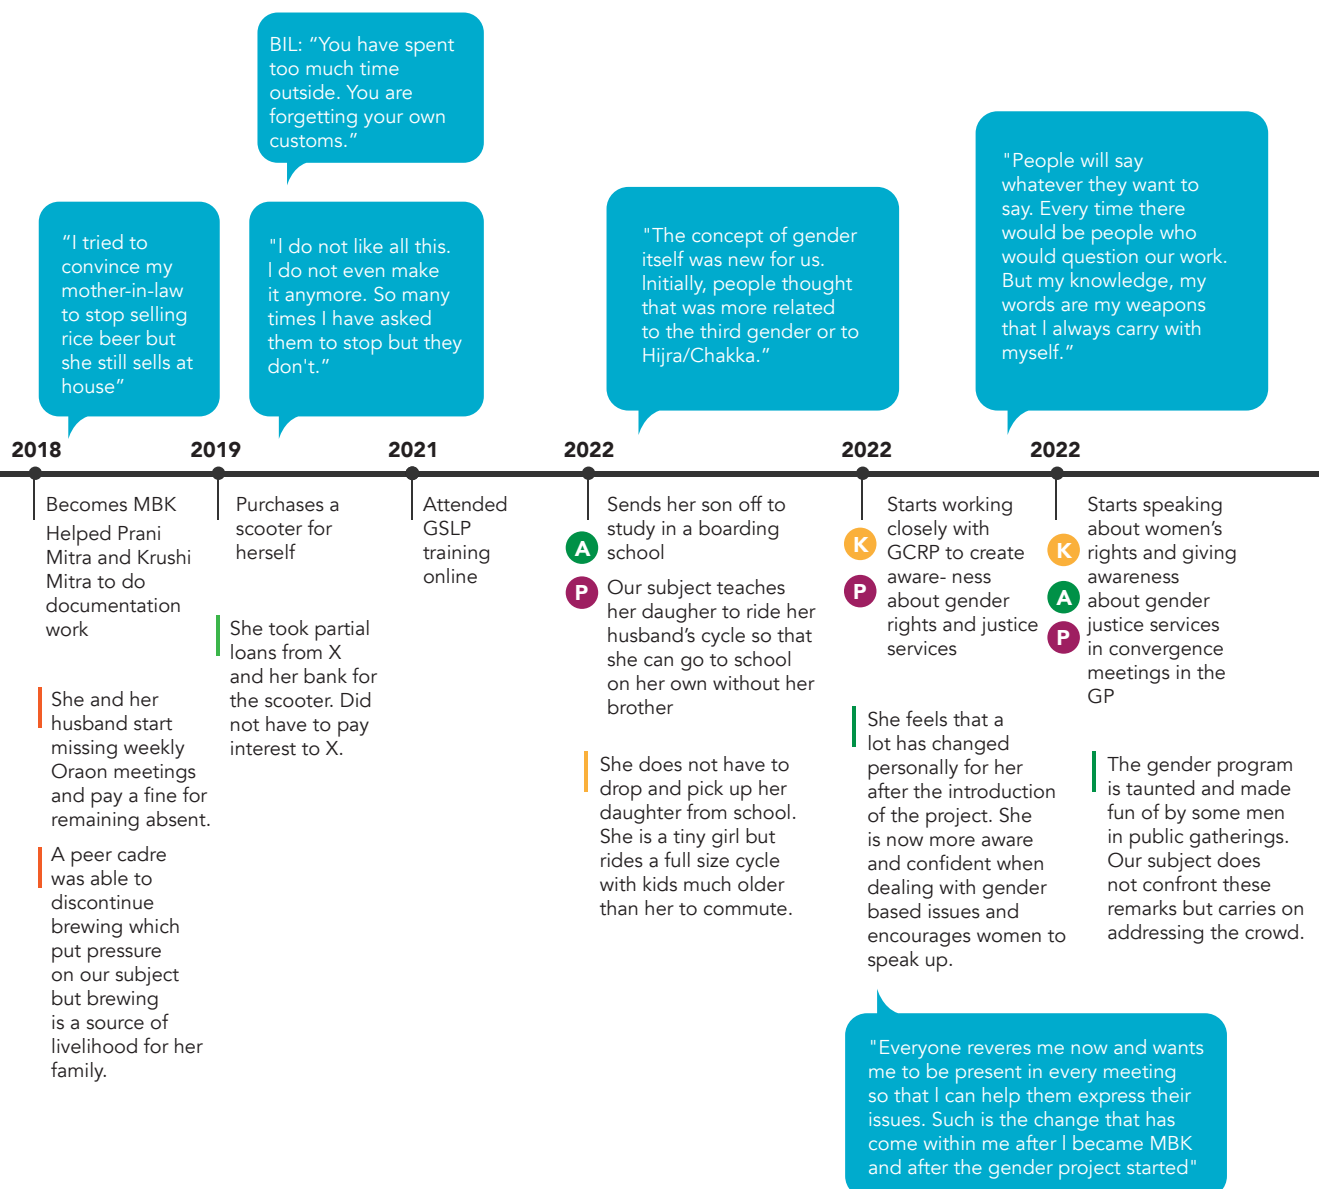 BIL: “You have spent
too much time
outside. You are
forgetting your own
customs.”
“I tried to
convince my
mother-in-law
to stop selling
rice beer but
she still sells at
house”
"I do not like all this.
I do not even make
it anymore. So many
times I have asked
them to stop but they
don't.”
"The concept of gender
itself was new for us.
Initially, people thought
that was more related
to the third gender or to
Hijra/Chakka.”
"People will say
whatever they want to
say. Every time there
would be people who
would question our work.
But my knowledge, my
words are my weapons
that I always carry with
myself.”
2018
Becomes MBK
Helped Prani
Mitra and Krushi
Mitra to do
documentation
work
She and her
husband start
missing weekly
Oraon meetings
and pay a fine for
remaining absent.
A peer cadre
was able to
discontinue
brewing which
put pressure
on our subject
but brewing
is a source of
livelihood for her
family.
2019
Purchases a
scooter for
herself
She took partial
loans from X
and her bank for
the scooter. Did
not have to pay
interest to X.
2021
Attended
GSLP
training
online
2022
A
P
Sends her son off to
study in a boarding
school
Our subject teaches
her daugher to ride her
husband’s cycle so that
she can go to school
on her own without her
brother
She does not have to
drop and pick up her
daughter from school.
She is a tiny girl but
rides a full size cycle
with kids much older
than her to commute.
2022
K
P
Starts working
closely with
GCRP to create
aware- ness
about gender
rights and justice
services
She feels that a
lot has changed
personally for her
after the introduction
of the project. She
is now more aware
and confident when
dealing with gender
based issues and
encourages women to
speak up.
"Everyone reveres me now and wants
me to be present in every meeting
so that I can help them express their
issues. Such is the change that has
come within me after I became MBK
and after the gender project started"
2022
K
A
P
Starts speaking
about women’s
rights and giving
awareness
about gender
justice services
in convergence
meetings in the
GP
The gender program
is taunted and made
fun of by some men
in public gatherings.
Our subject does
not confront these
remarks but carries on
addressing the crowd.